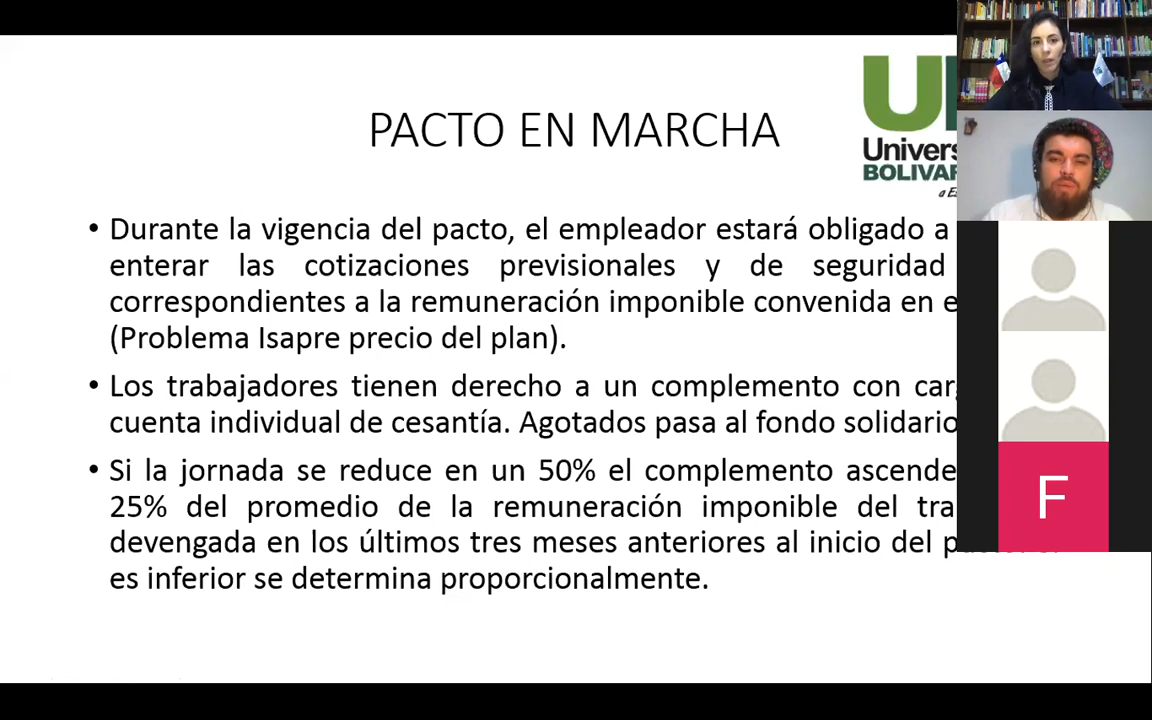 PACTO EN MARCHA
BOLIVAR
• Durante la vigencia del pacto, el empleador estará obligado a
enterar las cotizaciones previsionales y de seguridad
correspondientes a la remuneración imponible convenida en
(Problema Isapre precio del plan).
• Los trabajadores tienen derecho a un complemento con
cuenta individual de cesantía. Agotados pasa al fondo solidario
• Si la jornada se reduce en un 50% el complemento ascende
25% del promedio de la remuneración imponible del
devengada en los últimos tres meses anteriores al inicio del
es inferior se determina proporcionalmente.
F